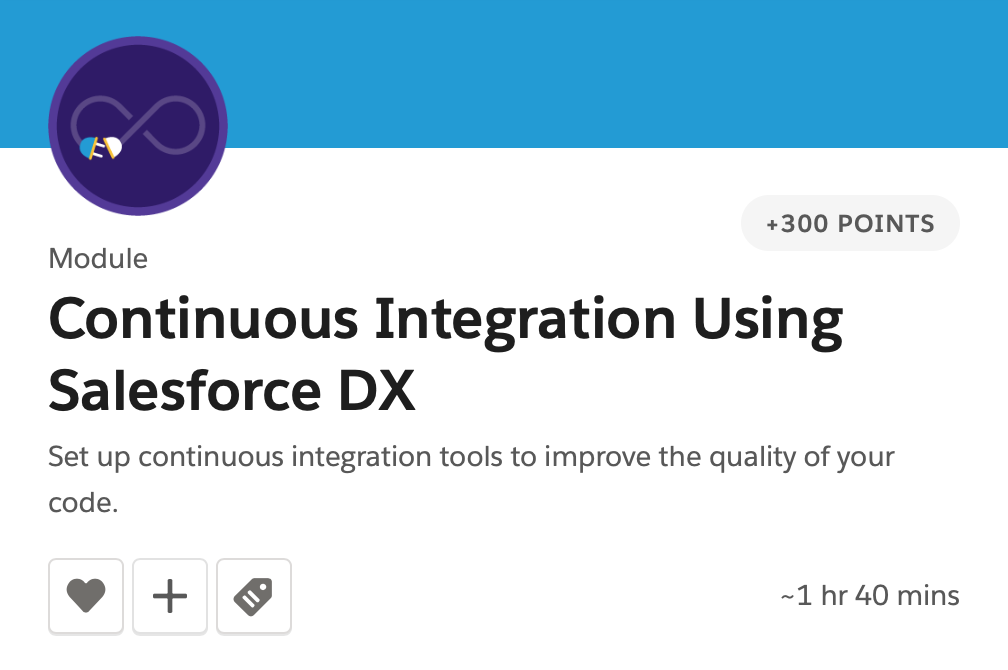 +300 POINTS
Module
Continuous Integration Using
Salesforce DX
Set up continuous integration tools to improve the quality of your
code.
~1 hr 40 mins